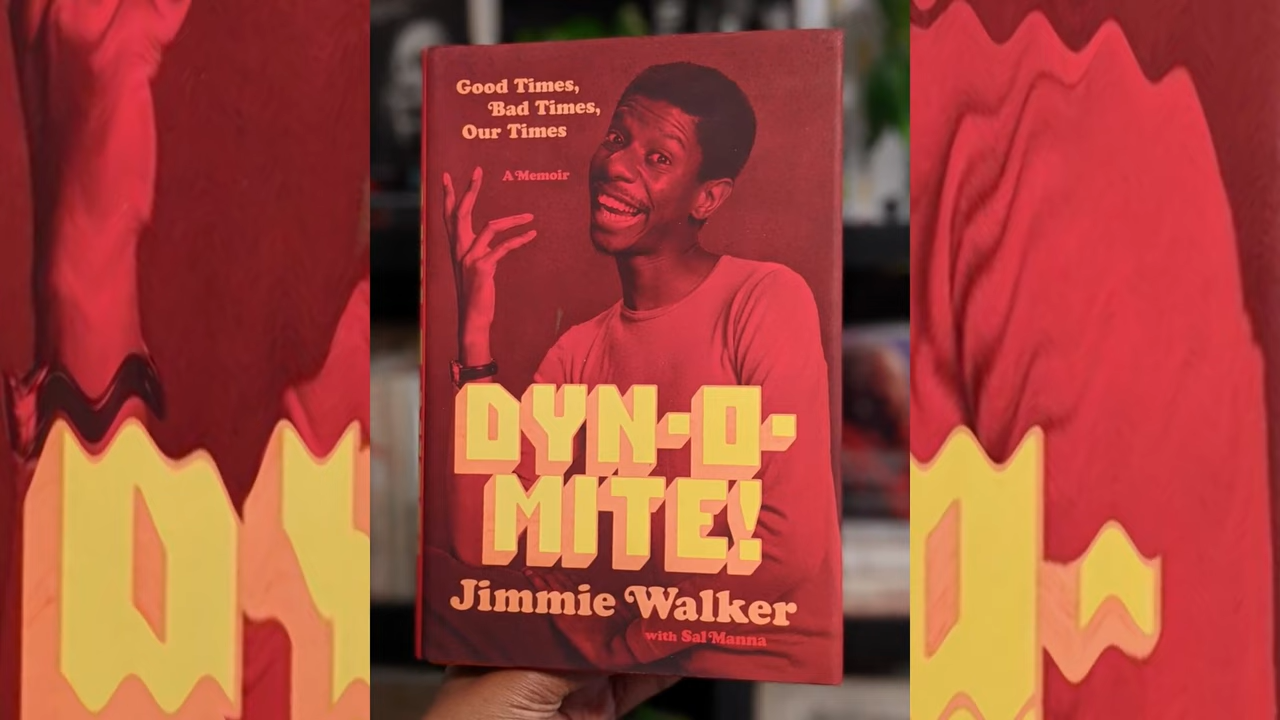 Good Times,
Bad Times,
Our Times
A Memoir
DYN-O-
MITE!
Jimmie Walker
with Sal Manna